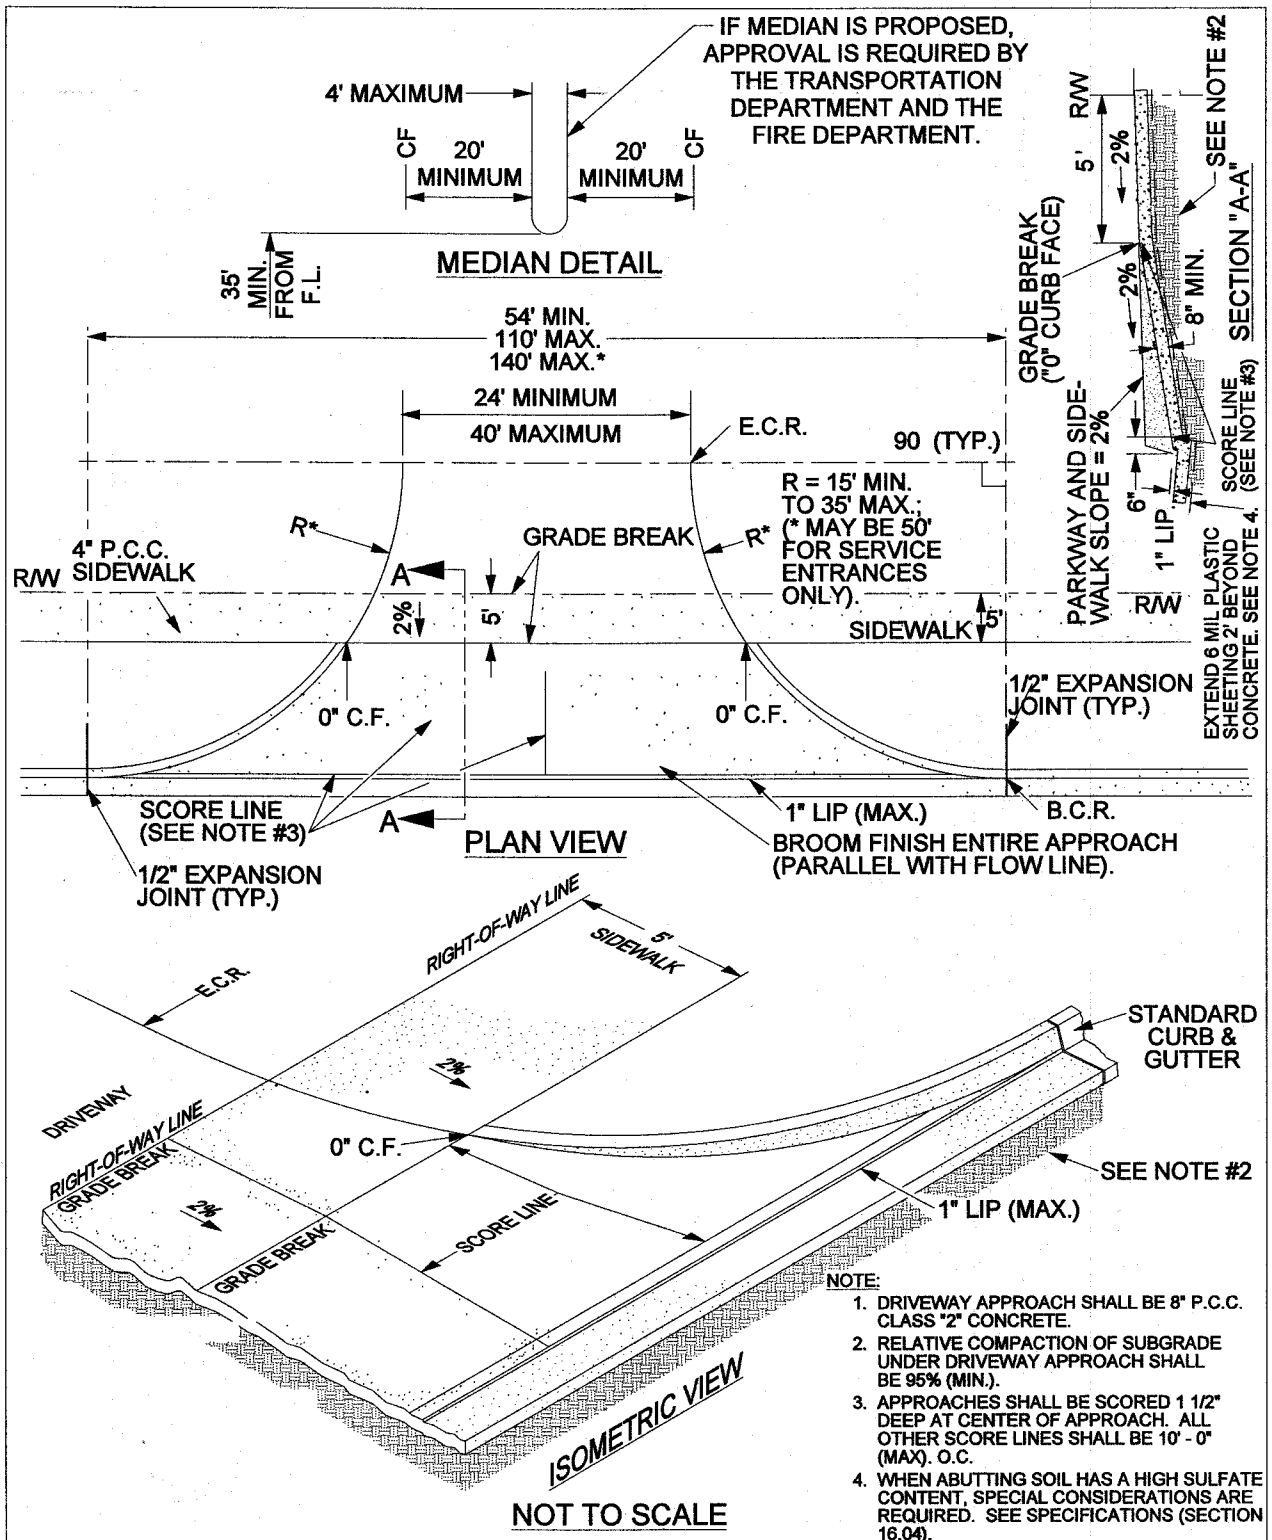 IF MEDIAN IS PROPOSED,
APPROVAL IS REQUIRED BY
THE TRANSPORTATION
DEPARTMENT AND THE
FIRE DEPARTMENT.
4' MAXIMUM
CF
20'
MINIMUM
20'
MINIMUM
CF
35'
MIN.
FROM
F.L.
MEDIAN DETAIL
R/W
5'
2%
SEE NOTE #2
GRADE BREAK
("0" CURB FACE)
2%
8" MIN.
SECTION "A-A"
PARKWAY AND SIDE-
WALK SLOPE = 2%
6"
1" LIP
SCORE LINE
(SEE NOTE #3)
EXTEND 6 MIL PLASTIC
SHEETING 2' BEYOND
CONCRETE. SEE NOTE 4.
54' MIN.
110' MAX.
140' MAX.*
24' MINIMUM
40' MAXIMUM
E.C.R.
90 (TYP.)
R = 15' MIN.
TO 35' MAX.;
(* MAY BE 50'
FOR SERVICE
ENTRANCES
ONLY).
R*
R*
GRADE BREAK
4" P.C.C.
SIDEWALK
R/W
A
2%
5'
R/W
SIDEWALK
5'
0" C.F.
0" C.F.
1/2" EXPANSION
JOINT (TYP.)
SCORE LINE
(SEE NOTE #3)
A
PLAN VIEW
1" LIP (MAX.)
B.C.R.
BROOM FINISH ENTIRE APPROACH
(PARALLEL WITH FLOW LINE).
1/2" EXPANSION
JOINT (TYP.)
RIGHT-OF-WAY LINE
5'
SIDEWALK
E.C.R.
STANDARD
CURB &
GUTTER
2%
DRIVEWAY
0" C.F.
RIGHT-OF-WAY LINE
GRADE BREAK
2%
GRADE BREAK
SCORE LINE
SEE NOTE #2
1" LIP (MAX.)
ISOMETRIC VIEW
NOT TO SCALE
NOTE:
1. DRIVEWAY APPROACH SHALL BE 8" P.C.C.
CLASS "2" CONCRETE.
2. RELATIVE COMPACTION OF SUBGRADE
UNDER DRIVEWAY APPROACH SHALL
BE 95% (MIN.).
3. APPROACHES SHALL BE SCORED 1 1/2"
DEEP AT CENTER OF APPROACH. ALL
OTHER SCORE LINES SHALL BE 10' - 0"
(MAX). O.C.
4. WHEN ABUTTING SOIL HAS A HIGH SULFATE
CONTENT, SPECIAL CONSIDERATIONS ARE
REQUIRED. SEE SPECIFICATIONS (SECTION
16.04).